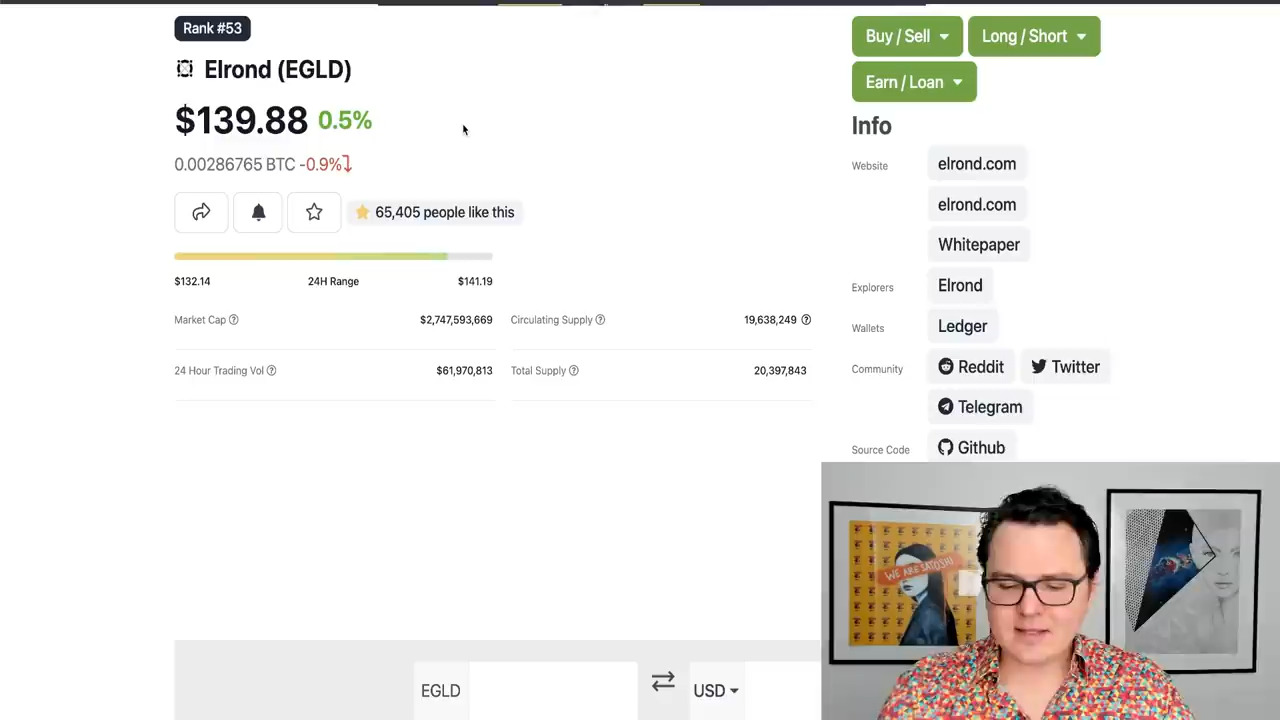 Rank #53
Elrond (EGLD)
$139.88 0.5%
0.00286765 BTC -0.9%
65,405 people like this
$132.14 24H Range $141.19
Market Cap $2,747,593,669
Circulating Supply 19,638,249
24 Hour Trading Vol $61,970,813
Total Supply 20,397,843
EGLD USD
Buy / Sell Long / Short
Earn / Loan
Info
Website elrond.com
elrond.com
Whitepaper
Explorers Elrond
Wallets Ledger
Community Reddit Twitter
Telegram
Source Code Github
WE ARE SATOSHI